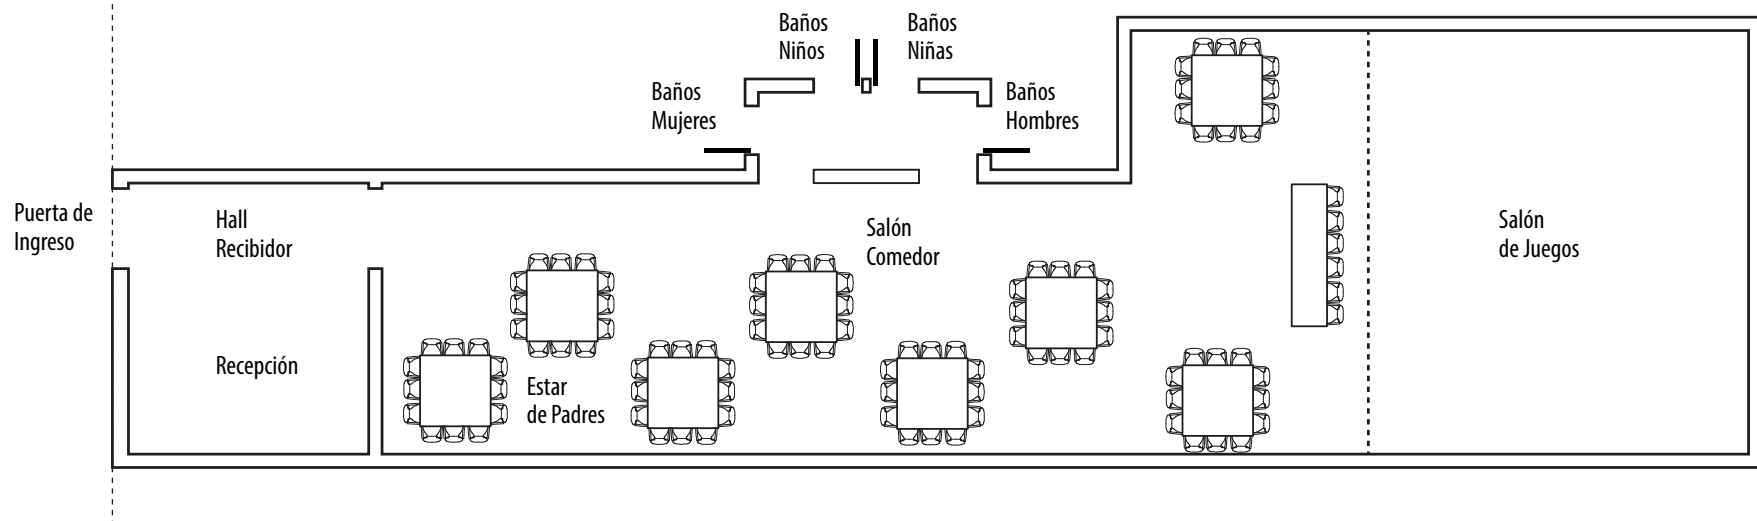 Baños
Niños
Baños
Niñas
Baños
Mujeres
Baños
Hombres
Puerta de
Ingreso
Hall
Recibidor
Salón
Comedor
Salón
de Juegos
Recepción
Estar
de Padres